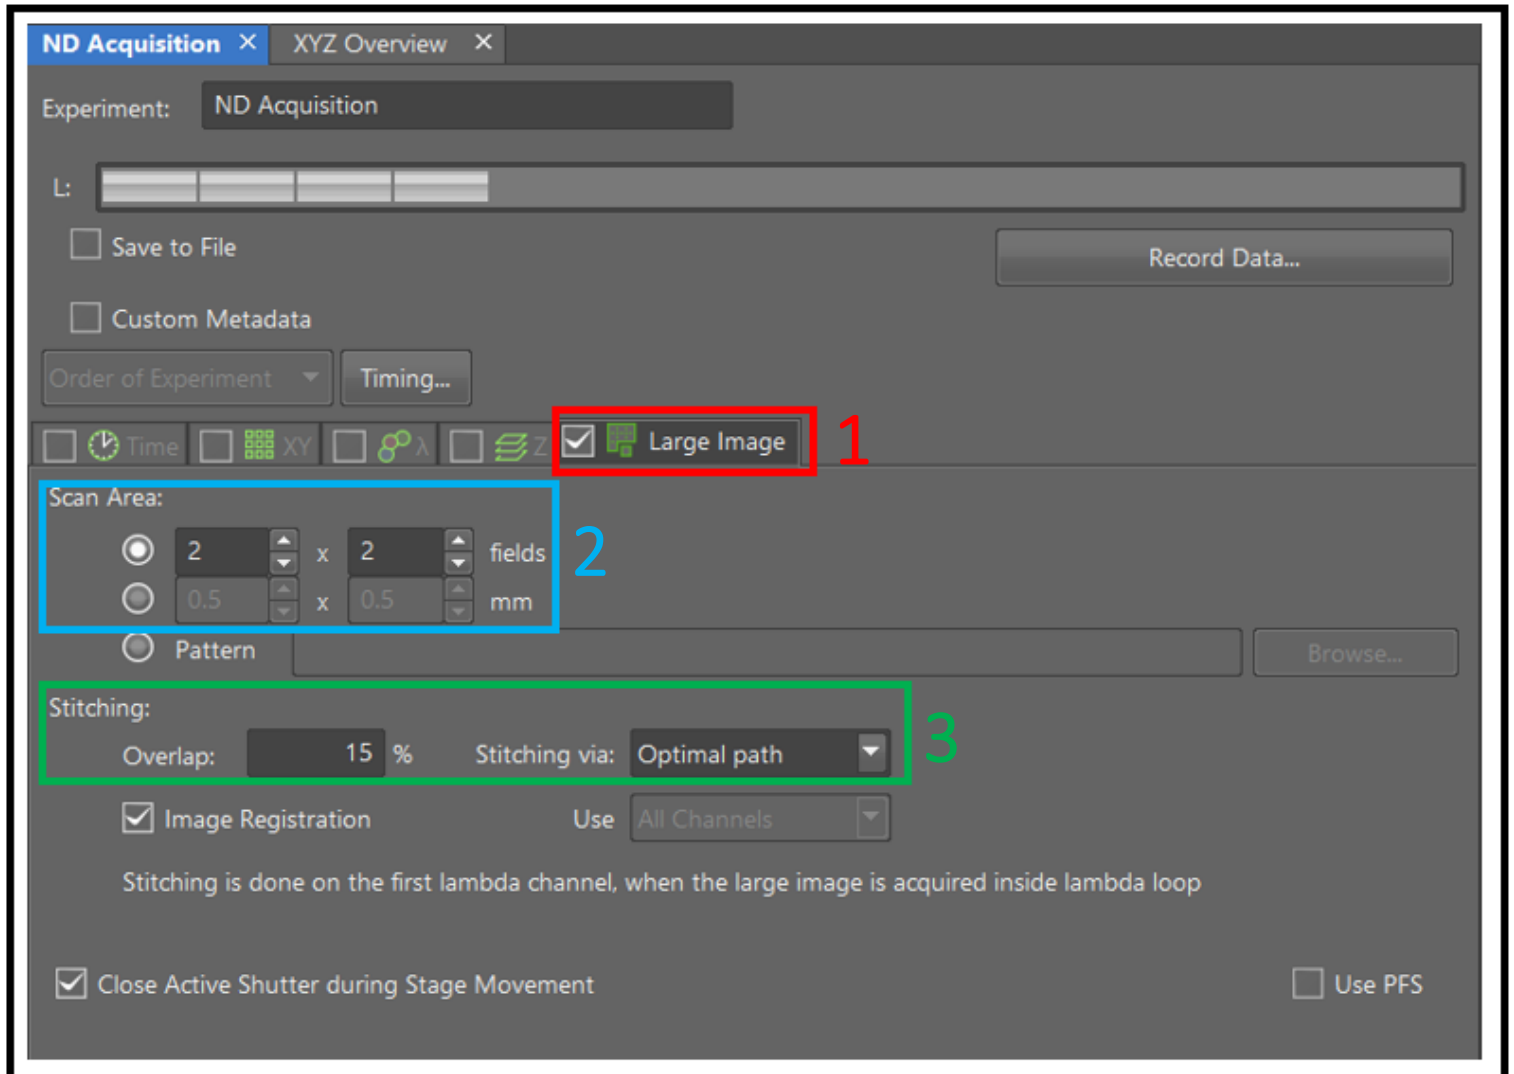 ND Acquisition × XYZ Overview ×
Experiment: ND Acquisition
L:
Save to File
Record Data...
Custom Metadata
Order of Experiment Timing...
Time XY λ Z Large Image 1
Scan Area:
2 x 2 fields 2
0.5 x 0.5 mm
Pattern Browse...
Stitching:
Overlap: 15 % Stitching via: Optimal path 3
Image Registration Use All Channels
Stitching is done on the first lambda channel, when the large image is acquired inside lambda loop
Close Active Shutter during Stage Movement Use PFS